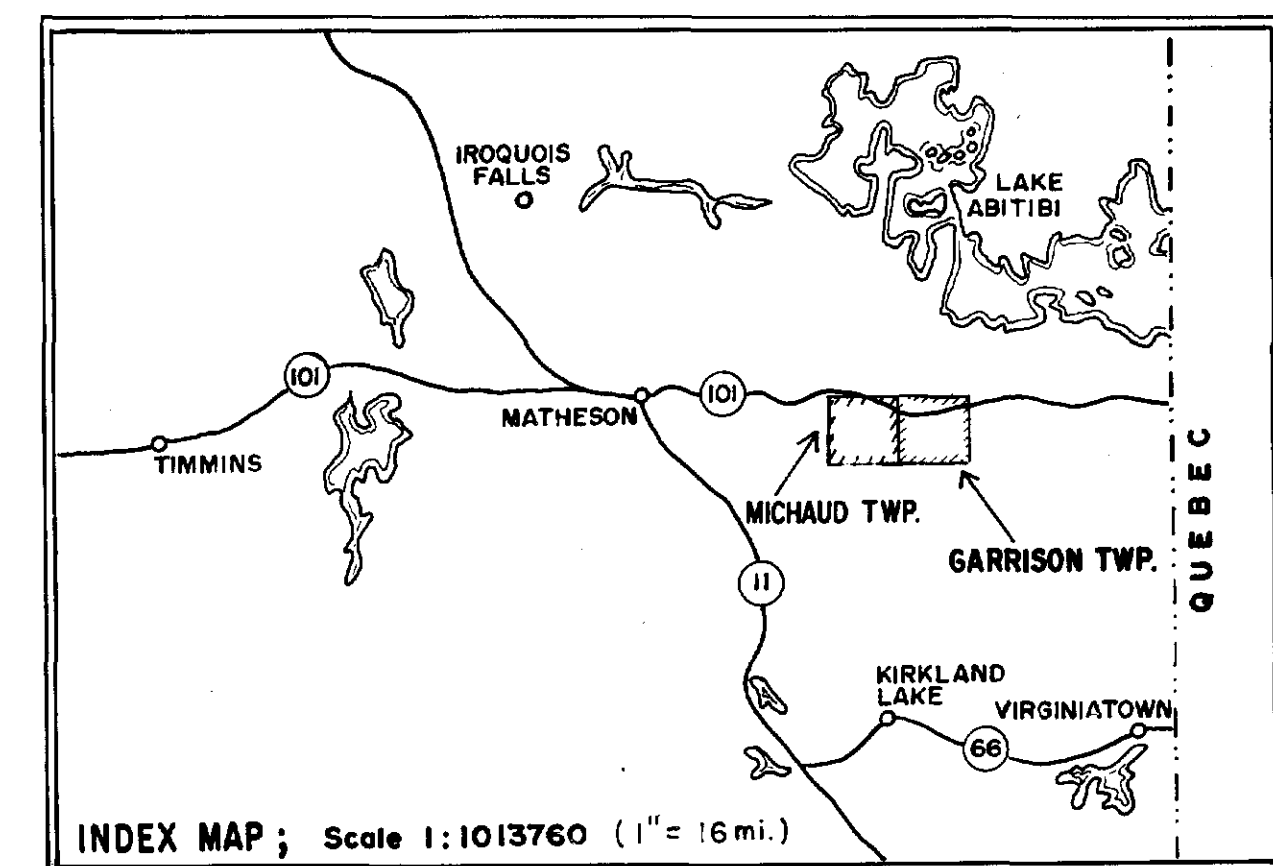 IROQUOIS
FALLS
LAKE
ABITIBI
101
101
MATHESON
TIMMINS
MICHAUD TWP.
GARRISON TWP.
QUEBEC
11
KIRKLAND
LAKE
VIRGINIATOWN
66
INDEX MAP ; Scale 1:1013760 (1" = 16 mi.)